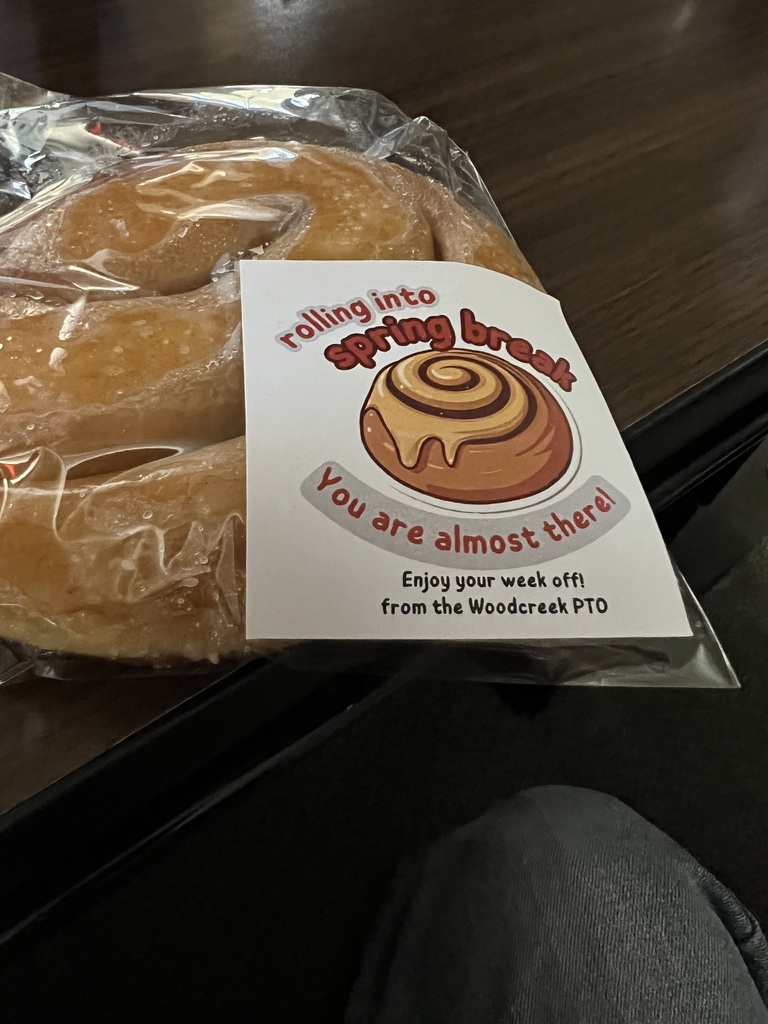 rolling into
spring break
You are almost there!
Enjoy your week off!
from the Woodcreek PTO